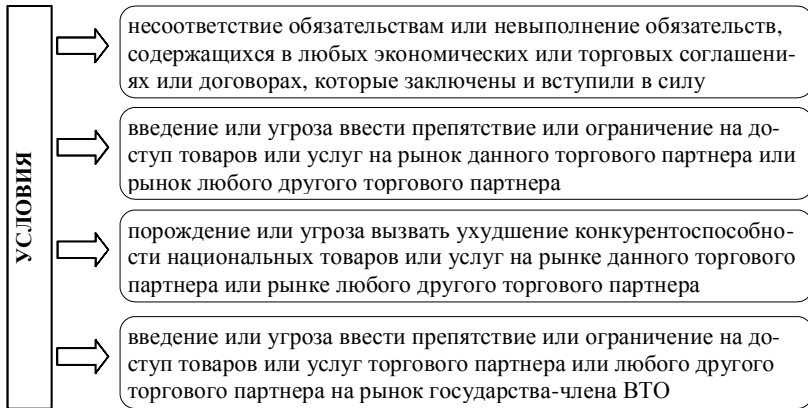 УСЛОВИЯ
несоответствие обязательствам или невыполнение обязательств,
содержащихся в любых экономических или торговых соглашени-
ях или договорах, которые заключены и вступили в силу
введение или угроза ввести препятствие или ограничение на до-
ступ товаров или услуг на рынок данного торгового партнера или
рынок любого другого торгового партнера
порождение или угроза вызвать ухудшение конкурентоспособно-
сти национальных товаров или услуг на рынке данного торгового
партнера или рынке любого другого торгового партнера
введение или угроза ввести препятствие или ограничение на до-
ступ товаров или услуг торгового партнера или любого другого
торгового партнера на рынок государства-члена ВТО